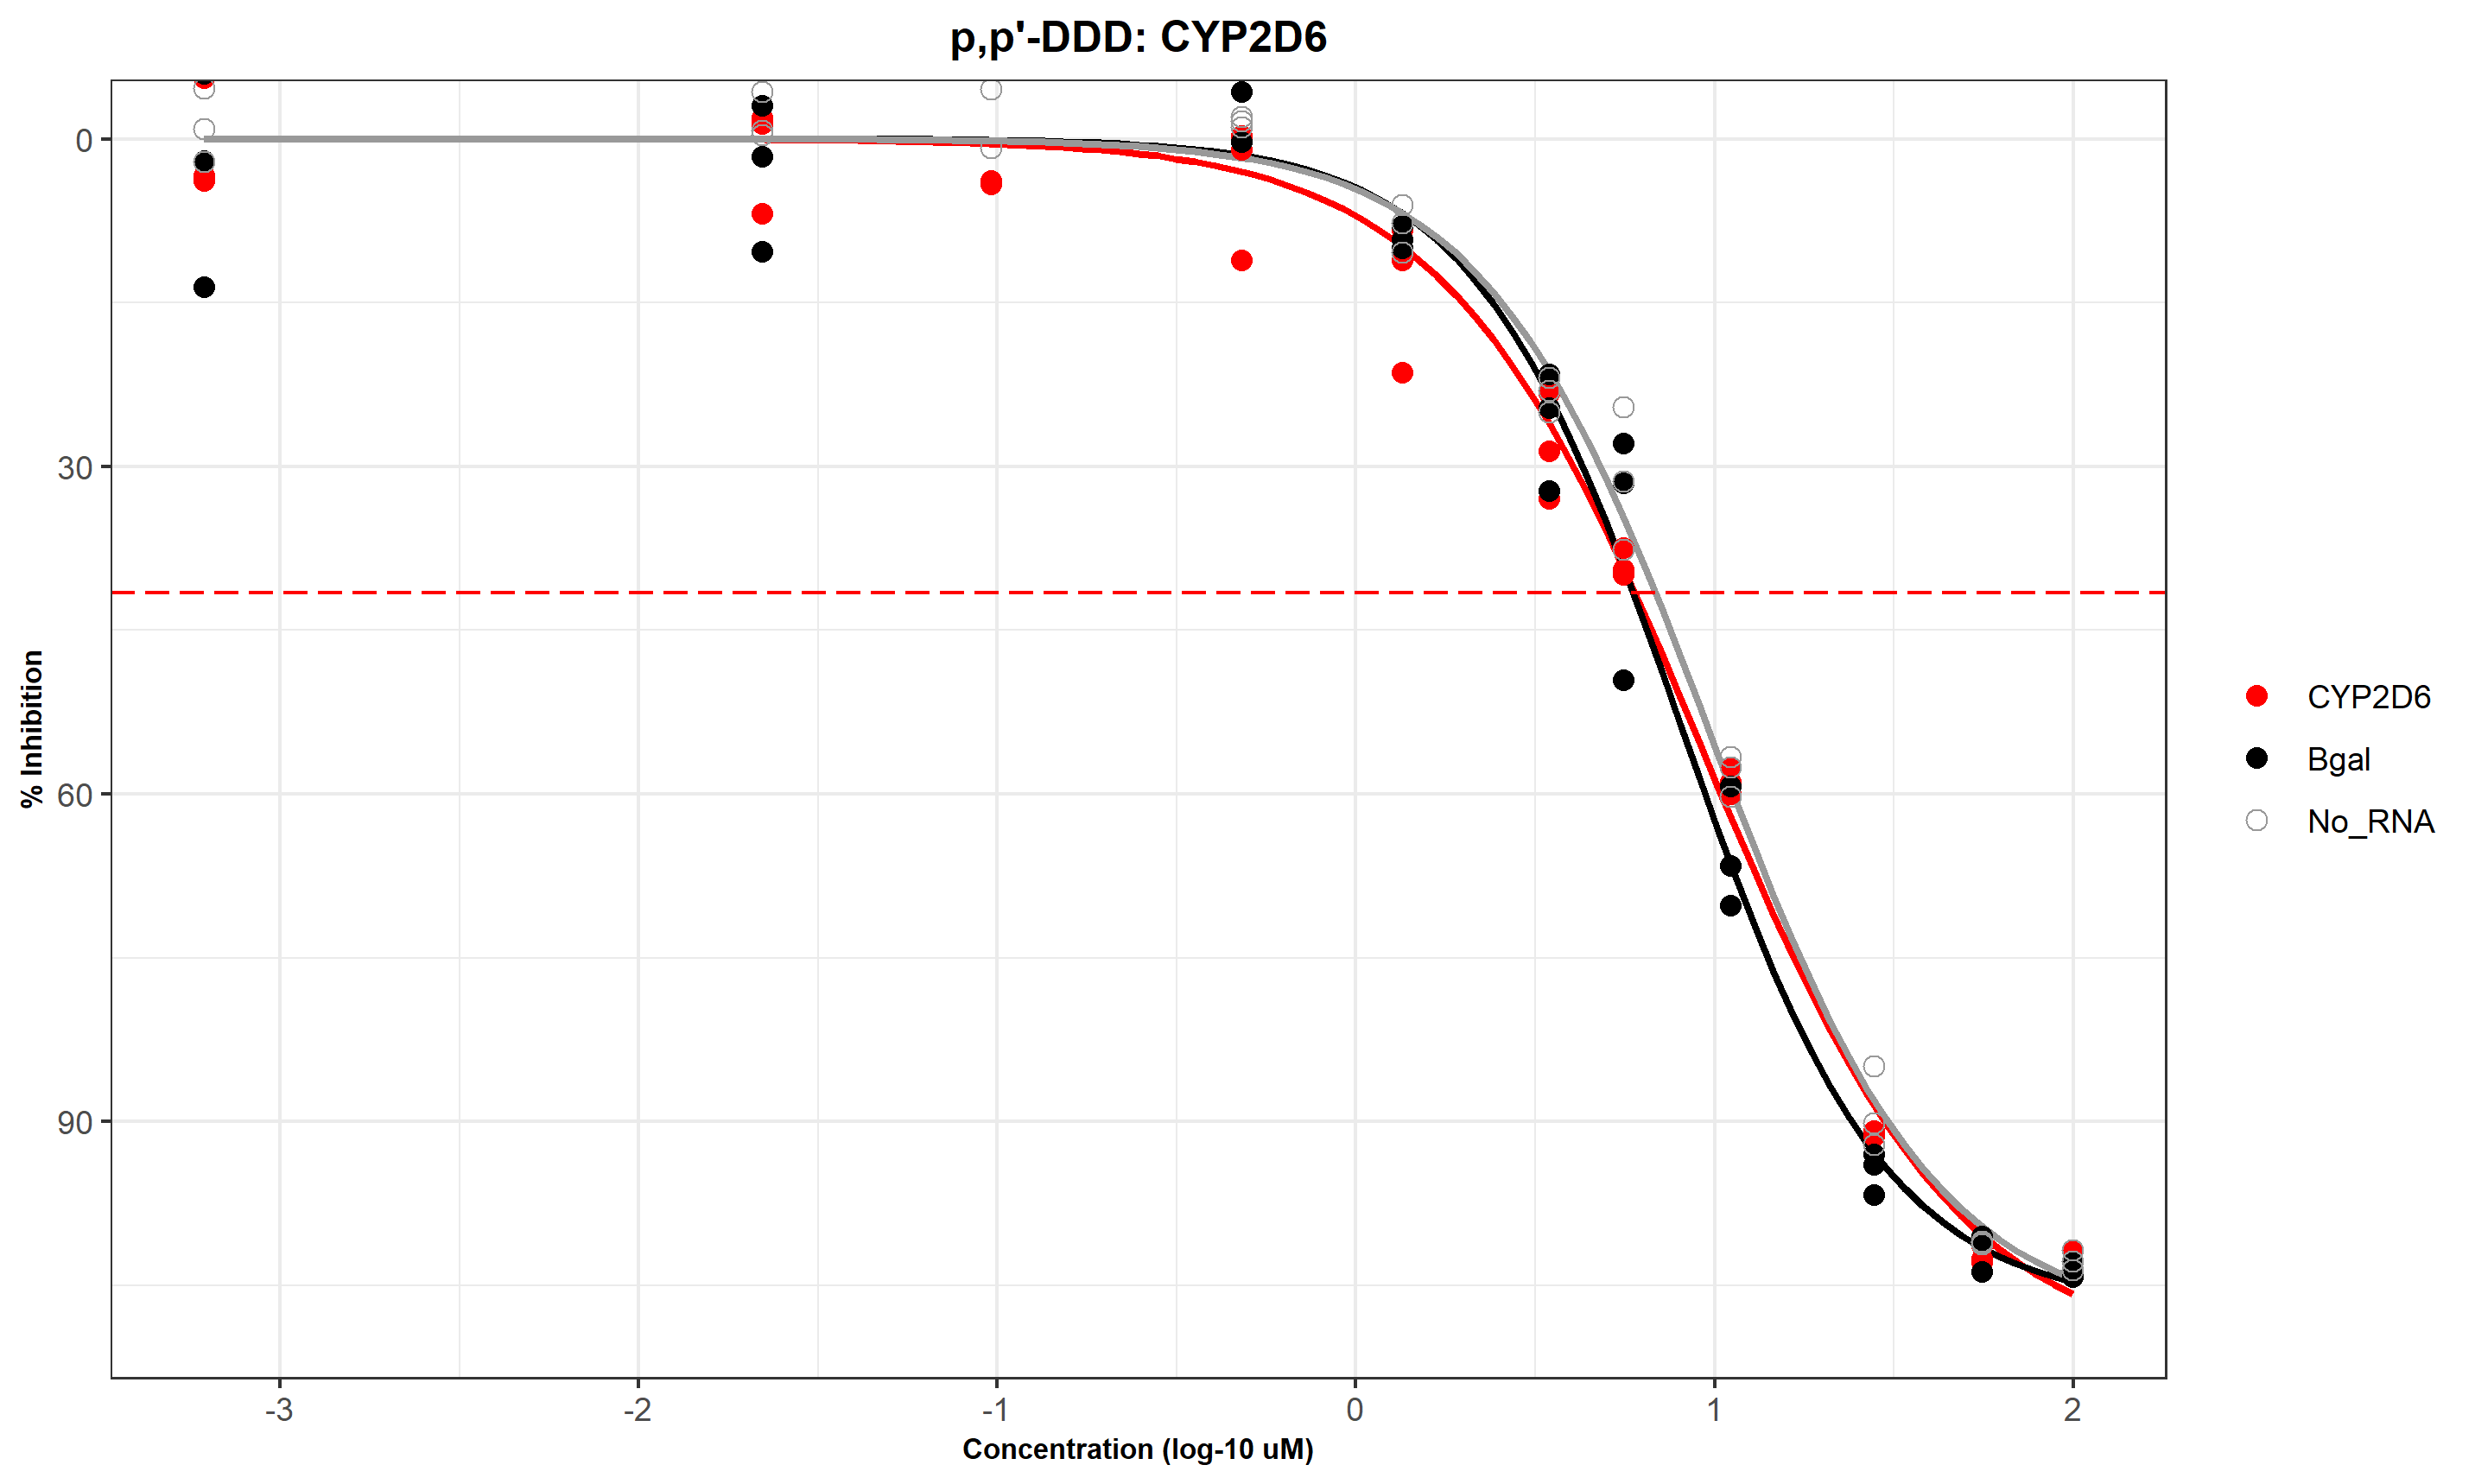 p,p'-DDD: CYP2D6
% Inhibition
0
30
60
90
-3
-2
-1
0
1
2
Concentration (log-10 uM)
CYP2D6
Bgal
No_RNA